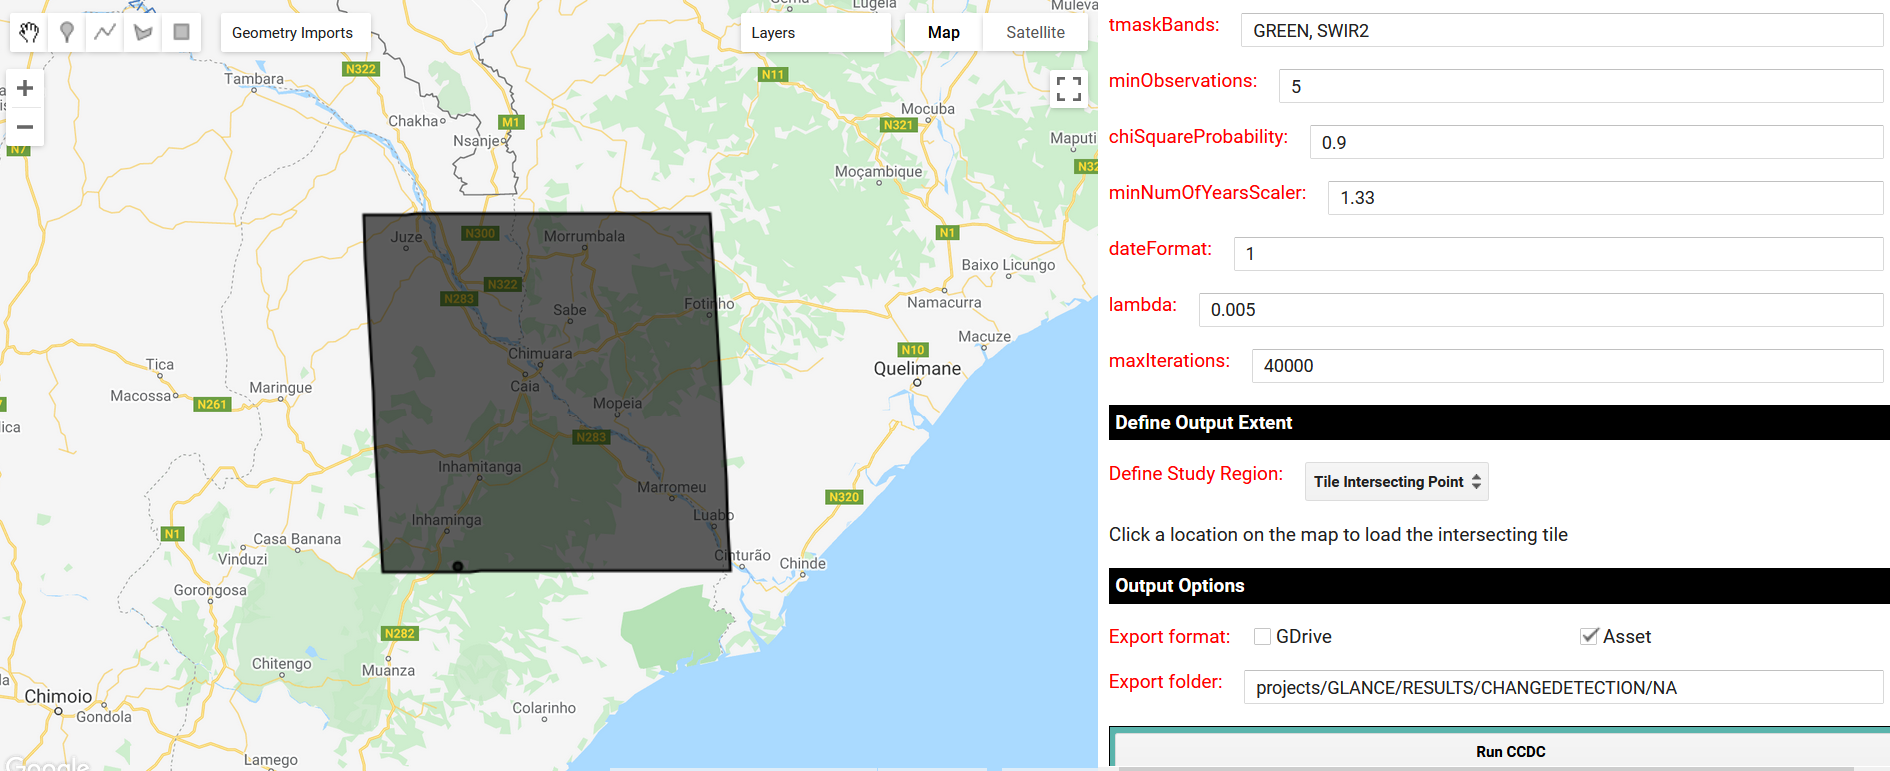 Geometry Imports
Layers
Map
Satellite
Lugela
Tambara
N322
N11
Mocuba
Chakha
M1
N321
Nsanje
Maputi
N7
Moçambique
Juze
N300
Morrumbala
N1
Baixo Licungo
N322
N283
Fotinho
Namacurra
Sabe
Macuze
Chimuara
N10
Tica
Quelimane
Maringue
Caia
Macossa
N261
Mopeia
N283
Inhamitanga
Marromeu
N320
Inhaminga
Luabo
N1
Casa Banana
Vinduzi
Cinturão
Chinde
Gorongosa
N282
Chitengo
Muanza
Chimoio
Gondola
Colarinho
Lamego
Google
tmaskBands: GREEN, SWIR2
minObservations: 5
chiSquareProbability: 0.9
minNumOfYearsScaler: 1.33
dateFormat: 1
lambda: 0.005
maxIterations: 40000
Define Output Extent
Define Study Region: Tile Intersecting Point
Click a location on the map to load the intersecting tile
Output Options
Export format: GDrive Asset
Export folder: projects/GLANCE/RESULTS/CHANGEDETECTION/NA
Run CCDC